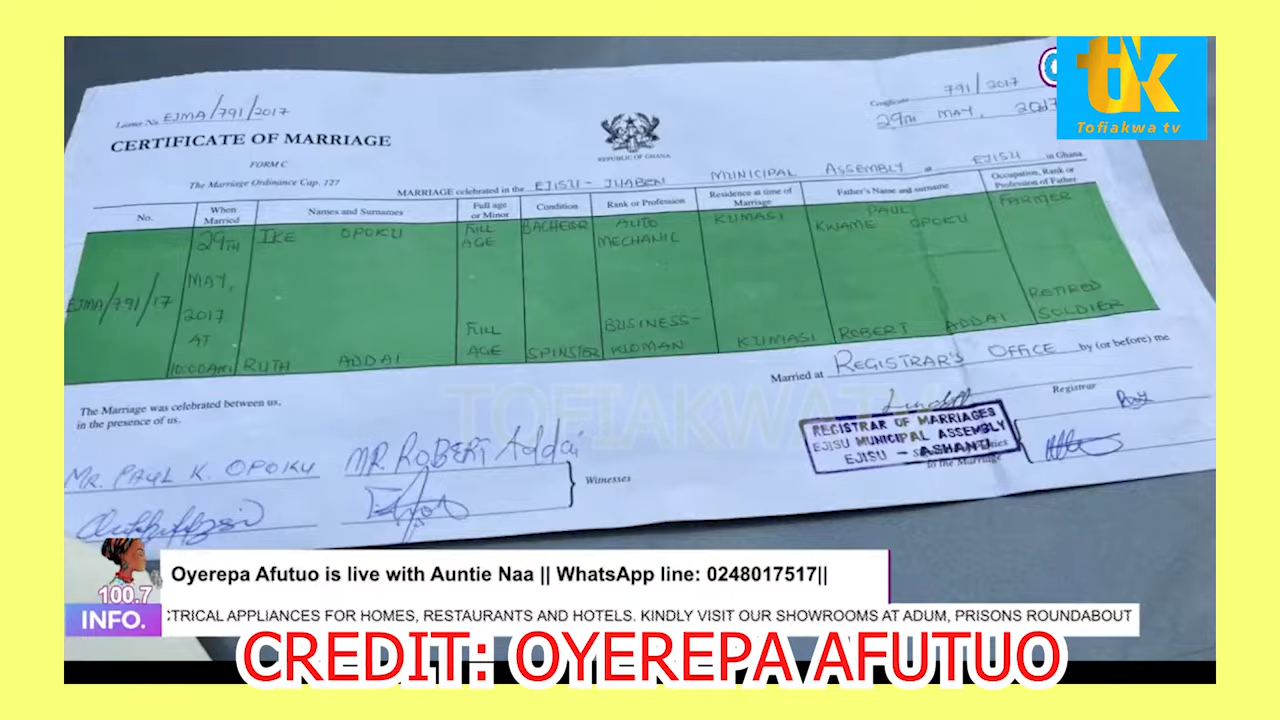 tk
Tofiakwa tv
License No. EJMA/791/2017
Certificate 791/2017
29TH MAY, 2017
CERTIFICATE OF MARRIAGE
REPUBLIC OF GHANA
FORM C
The Marriage Ordinance Cap. 127
MARRIAGE celebrated in the EJISU-JUABEN MUNICIPAL ASSEMBLY at EJISU in Ghana
No. When Married Names and Surnames Full age or Minor Condition Rank or Profession Residence at time of Marriage Father's Name and surname Occupation, Rank or Profession of Father
EJMA/791/17 29TH MAY, 2017 AT 10:00AM
IKE OPOKU FULL AGE BACHELOR AUTO MECHANIC KUMASI PAUL KWAME OPOKU FARMER
RUTH ADDAI FULL AGE SPINSTER BUSINESS-WOMAN KUMASI ROBERT ADDAI RETIRED SOLDIER
Married at REGISTRAR'S OFFICE by (or before) me
The Marriage was celebrated between us,
in the presence of us.
Registrar
REGISTRAR OF MARRIAGES
EJISU MUNICIPAL ASSEMBLY
EJISU - ASHANTI
to the Marriage
MR. PAUL K. OPOKU
MR. ROBERT Addai
Witnesses
TOFIAKWATV
Oyerepa Afutuo is live with Auntie Naa || WhatsApp line: 0248017517||
100.7
INFO.
CTRICAL APPLIANCES FOR HOMES, RESTAURANTS AND HOTELS. KINDLY VISIT OUR SHOWROOMS AT ADUM, PRISONS ROUNDABOUT
CREDIT: OYEREPA AFUTUO